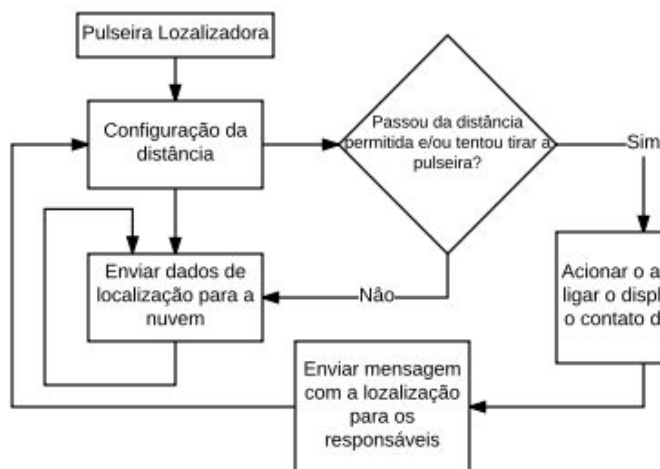 Pulseira Lozalizadora
Configuração da
distância
Passou da distância
permitida e/ou tentou tirar a
pulseira?
Sim
Enviar dados de
localização para a
nuvem
Não
Acionar o a
ligar o displ
o contato d
Enviar mensagem
com a lozalização
para os
responsáveis